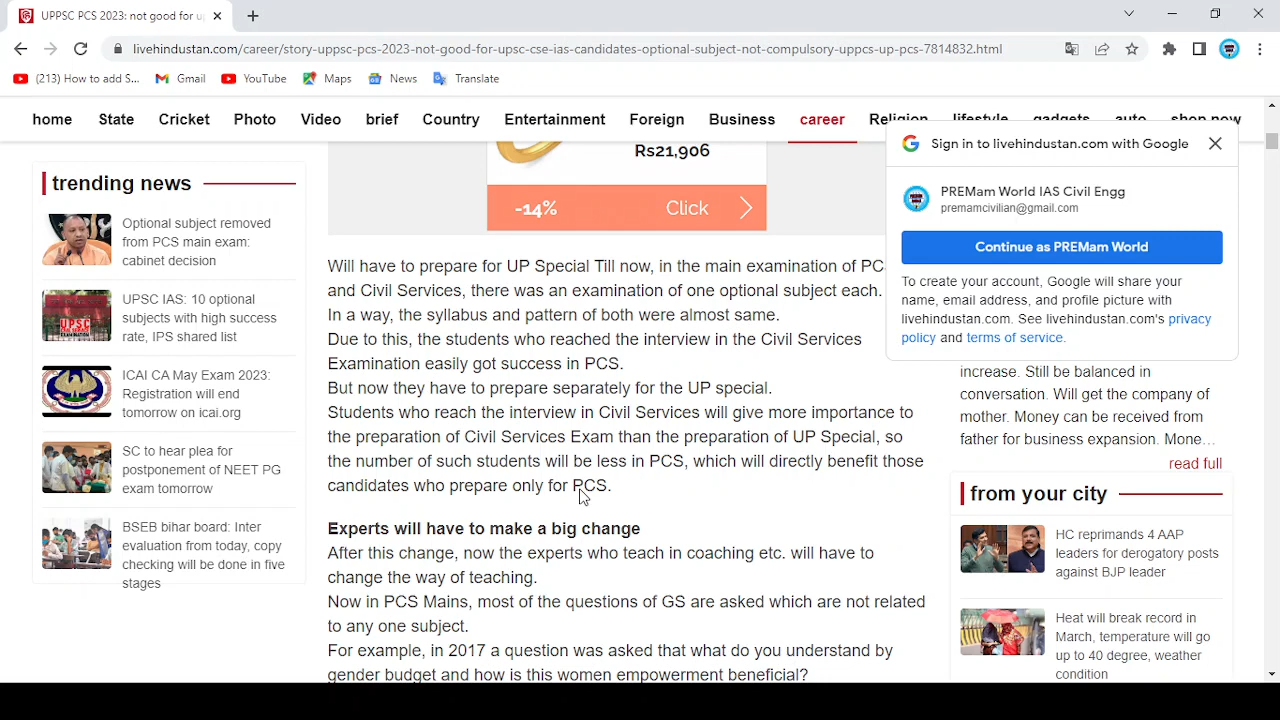 UPPSC PCS 2023: not good for u
livehindustan.com/career/story-uppsc-pcs-2023-not-good-for-upsc-cse-ias-candidates-optional-subject-not-compulsory-uppcs-up-pcs-7814832.html
(213) How to add S... Gmail YouTube Maps News Translate
home State Cricket Photo Video brief Country Entertainment Foreign Business career Religion lifestyle gadgets auto shop now
trending news
Optional subject removed
from PCS main exam:
cabinet decision
UPSC IAS: 10 optional
subjects with high success
rate, IPS shared list
UPSC
CIVIL SERVICE
EXAMINATION
ICAI CA May Exam 2023:
Registration will end
tomorrow on icai.org
SC to hear plea for
postponement of NEET PG
exam tomorrow
BSEB bihar board: Inter
evaluation from today, copy
checking will be done in five
stages
Rs21,906
-14% Click
Will have to prepare for UP Special Till now, in the main examination of PC
and Civil Services, there was an examination of one optional subject each.
In a way, the syllabus and pattern of both were almost same.
Due to this, the students who reached the interview in the Civil Services
Examination easily got success in PCS.
But now they have to prepare separately for the UP special.
Students who reach the interview in Civil Services will give more importance to
the preparation of Civil Services Exam than the preparation of UP Special, so
the number of such students will be less in PCS, which will directly benefit those
candidates who prepare only for PCS.
Experts will have to make a big change
After this change, now the experts who teach in coaching etc. will have to
change the way of teaching.
Now in PCS Mains, most of the questions of GS are asked which are not related
to any one subject.
For example, in 2017 a question was asked that what do you understand by
gender budget and how is this women empowerment beneficial?
Sign in to livehindustan.com with Google
PREMam World IAS Civil Engg
premamcivilian@gmail.com
Continue as PREMam World
To create your account, Google will share your
name, email address, and profile picture with
livehindustan.com. See livehindustan.com's privacy
policy and terms of service.
increase. Still be balanced in
conversation. Will get the company of
mother. Money can be received from
father for business expansion. Mone...
read full
from your city
HC reprimands 4 AAP
leaders for derogatory posts
against BJP leader
Heat will break record in
March, temperature will go
up to 40 degree, weather
condition